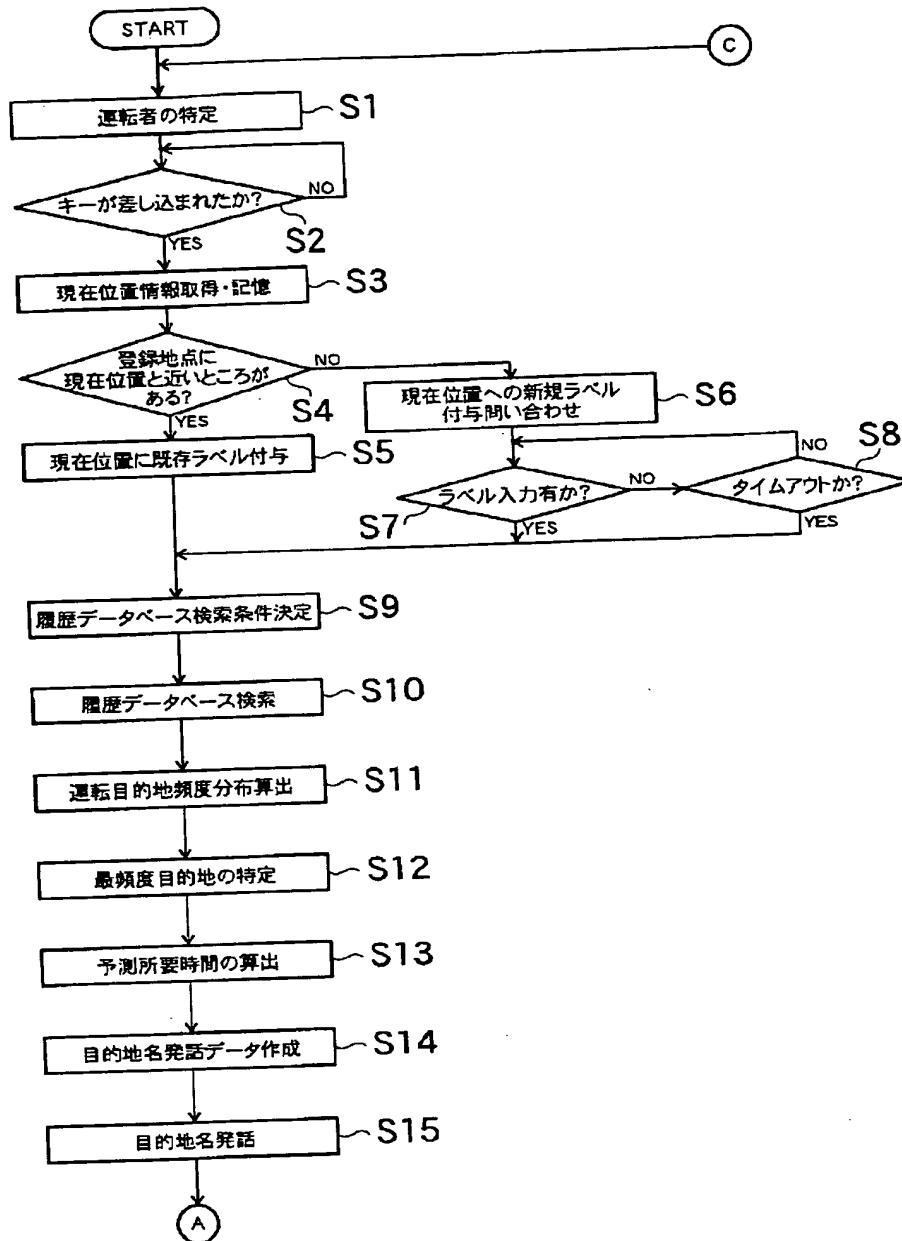 START
C
運転者の特定
S1
キーが差し込まれたか?
NO
S2
YES
現在位置情報取得・記憶
S3
登録地点に
現在位置と近いところが
ある?
NO
S4
YES
現在位置への新規ラベル
付与問い合わせ
S6
現在位置に既存ラベル付与
S5
ラベル入力有か?
NO
S7
YES
タイムアウトか?
NO
S8
YES
履歴データベース検索条件決定
S9
履歴データベース検索
S10
運転目的地頻度分布算出
S11
最頻度目的地の特定
S12
予測所要時間の算出
S13
目的地名発話データ作成
S14
目的地名発話
S15
A